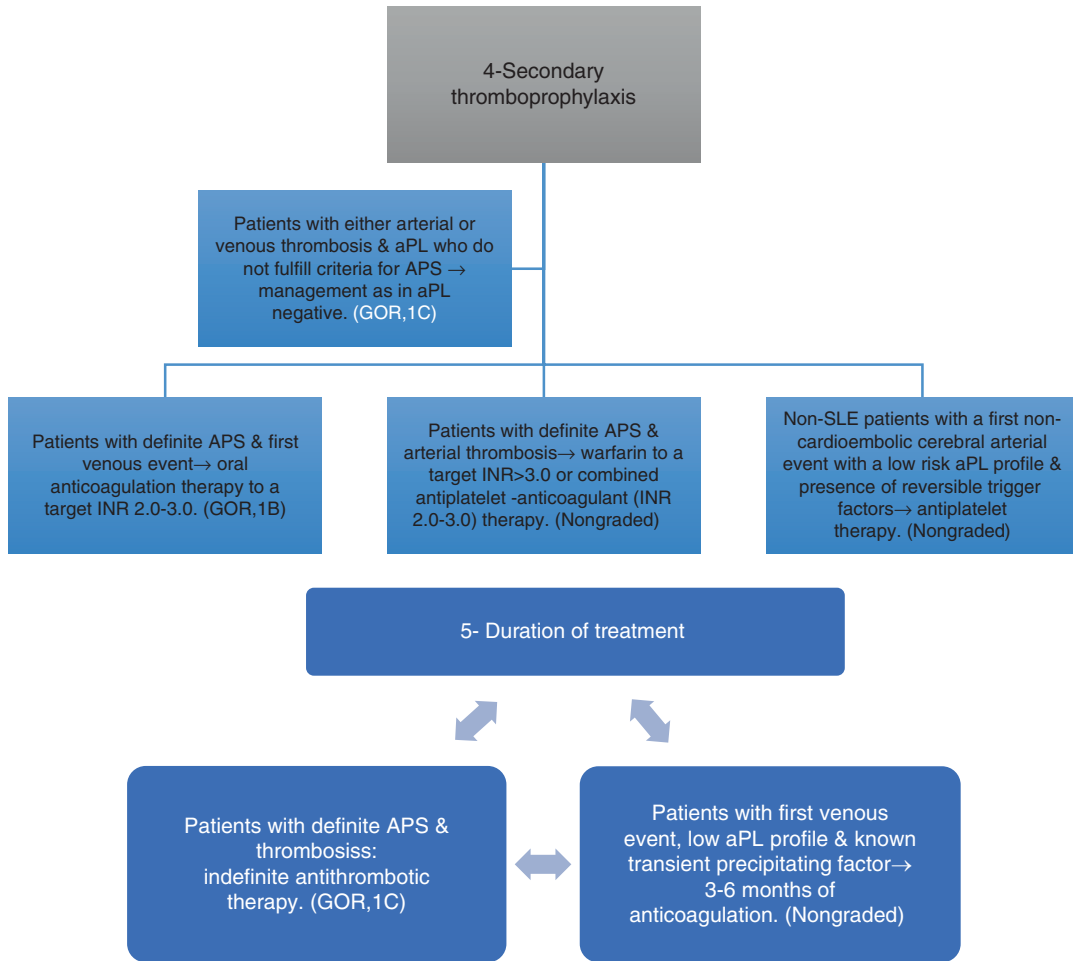 4-Secondary
thromboprophylaxis
Patients with either arterial or
venous thrombosis & aPL who do
not fulfill criteria for APS →
management as in aPL
negative. (GOR,1C)
Patients with definite APS & first
venous event→ oral
anticoagulation therapy to a
target INR 2.0-3.0. (GOR,1B)
Patients with definite APS &
arterial thrombosis→ warfarin to a
target INR>3.0 or combined
antiplatelet -anticoagulant (INR
2.0-3.0) therapy. (Nongraded)
Non-SLE patients with a first non-
cardioembolic cerebral arterial
event with a low risk aPL profile &
presence of reversible trigger
factors→ antiplatelet
therapy. (Nongraded)
5- Duration of treatment
Patients with definite APS &
thrombosiss:
indefinite antithrombotic
therapy. (GOR,1C)
Patients with first venous
event, low aPL profile & known
transient precipitating factor→
3-6 months of
anticoagulation. (Nongraded)